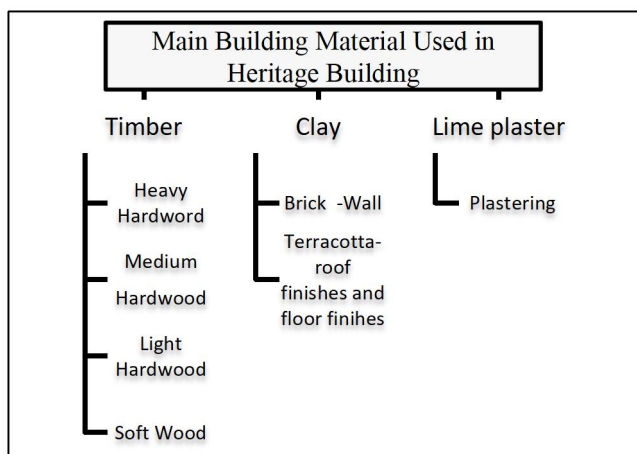 Main Building Material Used in
Heritage Building
Timber
Heavy
Hardword
Medium
Hardwood
Light
Hardwood
Soft Wood
Clay
Brick -Wall
Terracotta-
roof
finishes and
floor finihes
Lime plaster
Plastering